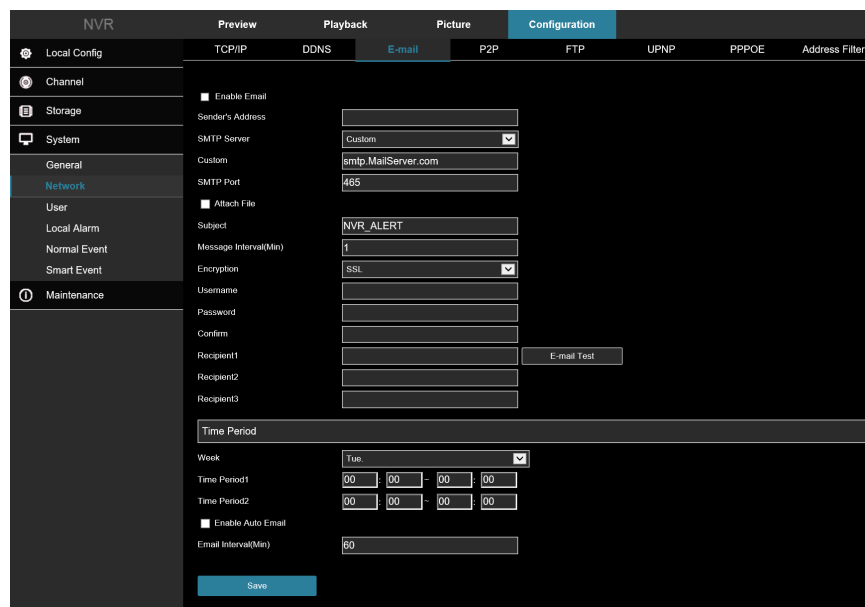 NVR Preview Playback Picture Configuration
TCP/IP DDNS E-mail P2P FTP UPNP PPPOE Address Filter
Local Config
Channel
Storage
System
General
Network
User
Local Alarm
Normal Event
Smart Event
Maintenance
Enable Email
Sender's Address
SMTP Server Custom
Custom smtp.MailServer.com
SMTP Port 465
Attach File
Subject NVR_ALERT
Message Interval(Min) 1
Encryption SSL
Username
Password
Confirm
Recipient1 E-mail Test
Recipient2
Recipient3
Time Period
Week Tue.
Time Period1 00 : 00 ~ 00 : 00
Time Period2 00 : 00 ~ 00 : 00
Enable Auto Email
Email Interval(Min) 60
Save